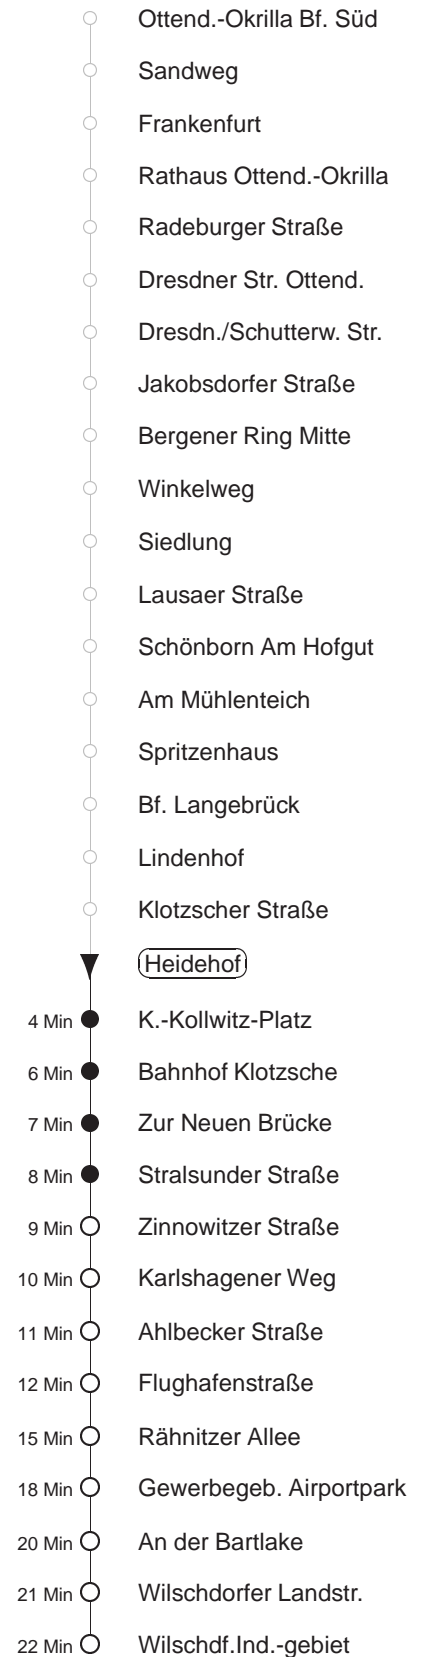 Ottend.-Okrilla Bf. Süd
Sandweg
Frankenfurt
Rathaus Ottend.-Okrilla
Radeburger Straße
Dresdner Str. Ottend.
Dresdn./Schutterw. Str.
Jakobsdorfer Straße
Bergener Ring Mitte
Winkelweg
Siedlung
Lausaer Straße
Schönborn Am Hofgut
Am Mühlenteich
Spritzenhaus
Bf. Langebrück
Lindenhof
Klotzscher Straße
Heidehof
4 Min K.-Kollwitz-Platz
6 Min Bahnhof Klotzsche
7 Min Zur Neuen Brücke
8 Min Stralsunder Straße
9 Min Zinnowitzer Straße
10 Min Karlshagener Weg
11 Min Ahlbecker Straße
12 Min Flughafenstraße
15 Min Rähnitzer Allee
18 Min Gewerbegeb. Airportpark
20 Min An der Bartlake
21 Min Wilschdorfer Landstr.
22 Min Wilschdf.Ind.-gebiet